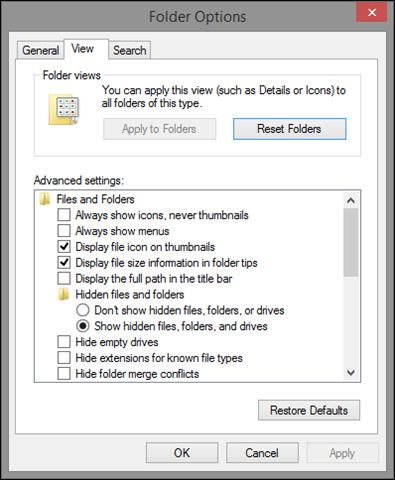 Folder Options
General
View
Search
Folder views
You can apply this view (such as Details or Icons) to
all folders of this type.
Apply to Folders
Reset Folders
Advanced settings:
Files and Folders
Always show icons, never thumbnails
Always show menus
Display file icon on thumbnails
Display file size information in folder tips
Display the full path in the title bar
Hidden files and folders
Don't show hidden files, folders, or drives
Show hidden files, folders, and drives
Hide empty drives
Hide extensions for known file types
Hide folder merge conflicts
Restore Defaults
OK
Cancel
Apply